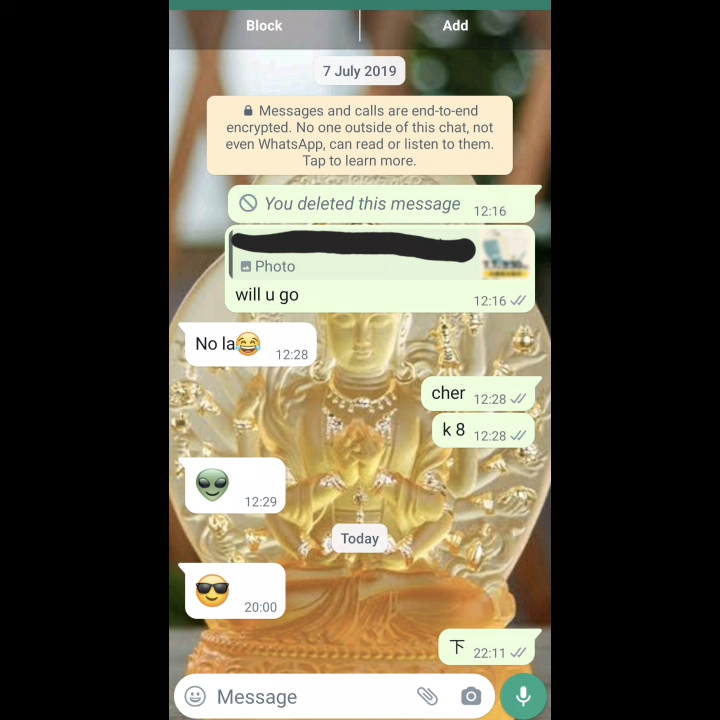 Block
Add
7 July 2019
Messages and calls are end-to-end
encrypted. No one outside of this chat, not
even WhatsApp, can read or listen to them.
Tap to learn more.
You deleted this message 12:16
Photo
will u go 12:16
No la😂 12:28
cher 12:28
k 8 12:28
👽 12:29
Today
😎 20:00
下 22:11
Message